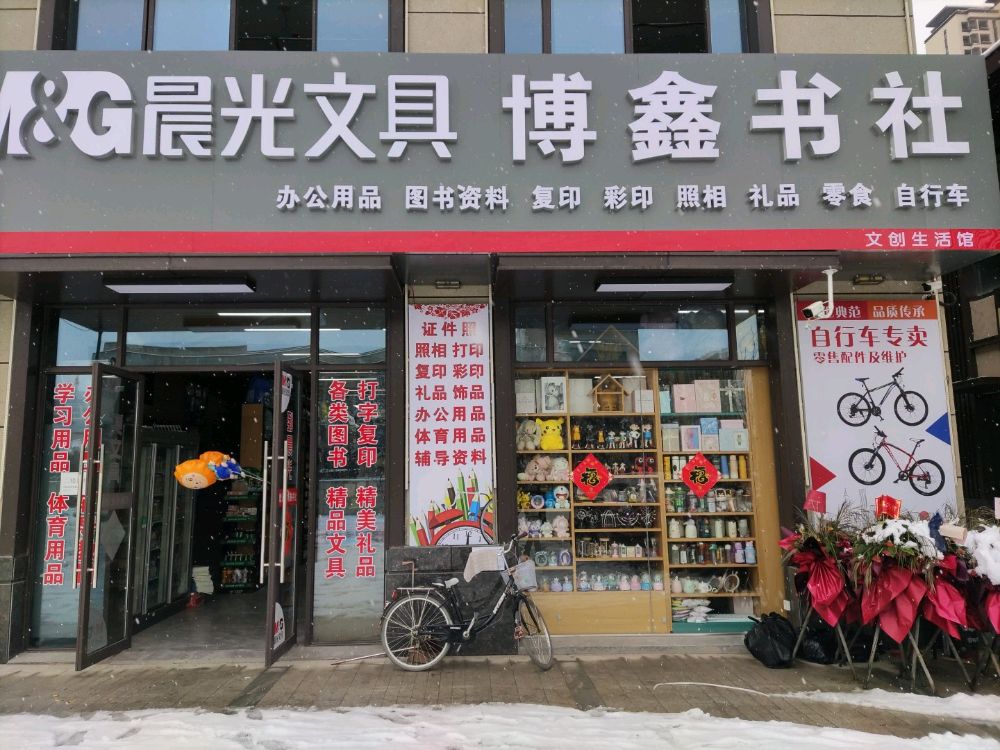 M&G晨光文具 博鑫书社
办公用品 图书资料 复印 彩印 照相 礼品 零食 自行车
文创生活馆
学习用品 体育用品
办公用
各类图书 精品文具
打字复印 精美礼品
证件照
照相 打印
复印 彩印
礼品 饰品
办公用品
体育用品
辅导资料
福
福
典范 品质传承
自行车专卖
零售配件及维护
M&G